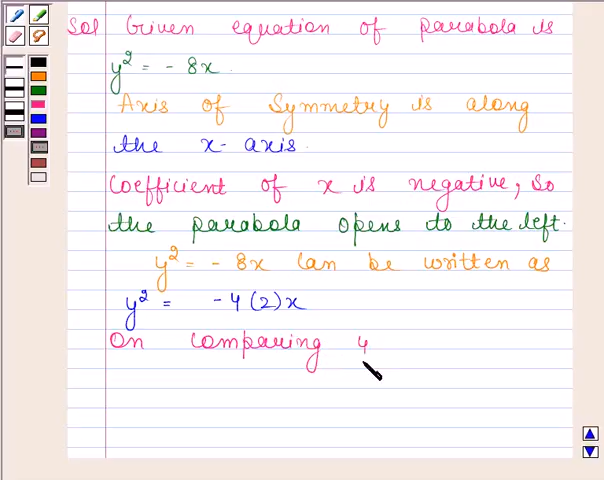 Sol Given equation of parabola is
y² = - 8x.
Axis of Symmetry is along
the x-axis.
Coefficient of x is negative, so
the parabola opens to the left.
y² = - 8x can be written as
y² = - 4(2)x
On comparing 4